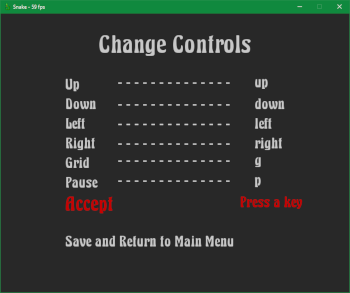 Snake - 59 fps
Change Controls
Up - - - - - - - - - - - - - - up
Down - - - - - - - - - - - - - - down
Left - - - - - - - - - - - - - - left
Right - - - - - - - - - - - - - - right
Grid - - - - - - - - - - - - - - g
Pause - - - - - - - - - - - - - - p
Accept Press a key
Save and Return to Main Menu